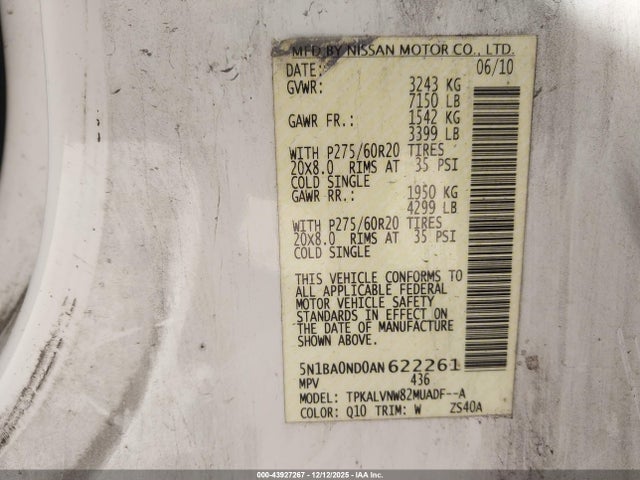 MFD BY NISSAN MOTOR CO., LTD.
DATE: 06/10
GVWR: 3243 KG
7150 LB
GAWR FR.: 1542 KG
3399 LB
WITH P275/60R20 TIRES
20X8.0 RIMS AT 35 PSI
COLD SINGLE
GAWR RR.: 1950 KG
4299 LB
WITH P275/60R20 TIRES
20X8.0 RIMS AT 35 PSI
COLD SINGLE
THIS VEHICLE CONFORMS TO
ALL APPLICABLE FEDERAL
MOTOR VEHICLE SAFETY
STANDARDS IN EFFECT ON
THE DATE OF MANUFACTURE
SHOWN ABOVE.
5N1BA0ND0AN622261
MPV 436
MODEL: TPKALVNW82MUADF--A
COLOR: Q10 TRIM: W ZS40A
000-43927267 - 12/12/2025 - IAA Inc.